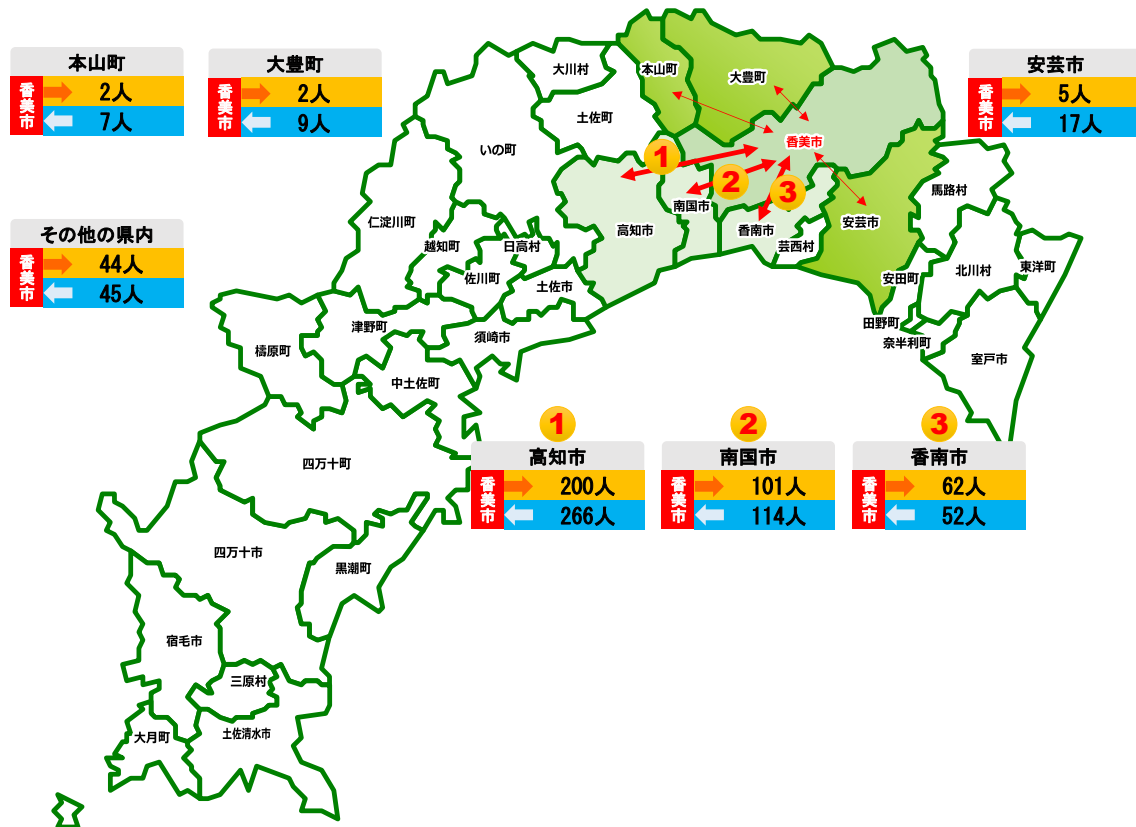 本山町
香美市
2人
7人
大豊町
香美市
2人
9人
安芸市
香美市
5人
17人
その他の県内
香美市
44人
45人
大川村
本山町
大豊町
土佐町
いの町
香美市
1
2
3
馬路村
仁淀川町
南国市
高知市
香南市
芸西村
安芸市
越知町
日高村
佐川町
土佐市
安田町
北川村
東洋町
田野町
奈半利町
室戸市
津野町
須崎市
檮原町
中土佐町
四万十町
1
高知市
香美市
200人
266人
2
南国市
香美市
101人
114人
3
香南市
香美市
62人
52人
四万十市
黒潮町
宿毛市
三原村
大月町
土佐清水市